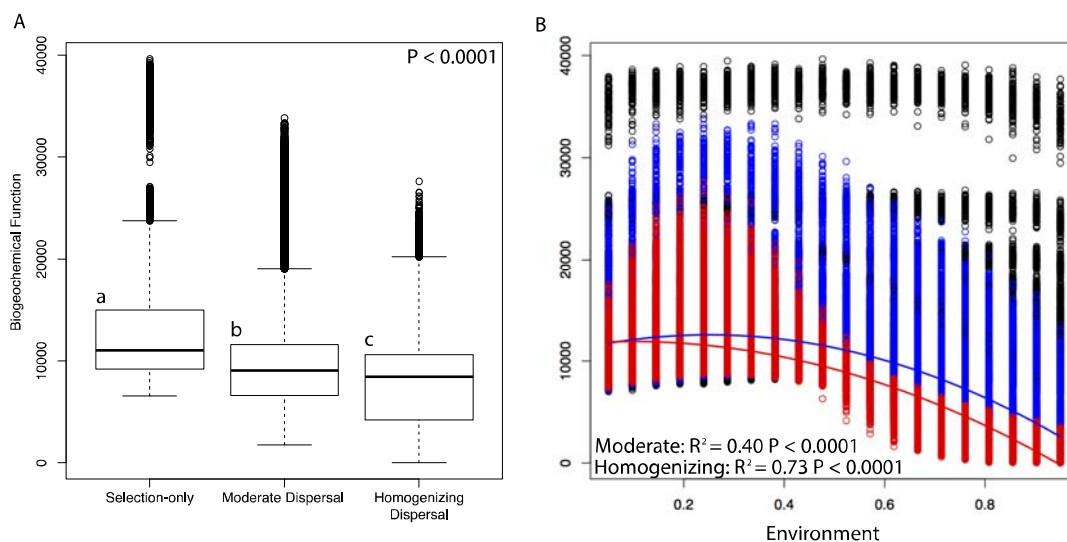 A
P < 0.0001
Biogeochemical Function
40000
30000
20000
10000
0
a
b
c
Selection-only
Moderate Dispersal
Homogenizing
Dispersal
B
40000
30000
20000
10000
0
Moderate: R² = 0.40 P < 0.0001
Homogenizing: R² = 0.73 P < 0.0001
0.2 0.4 0.6 0.8
Environment